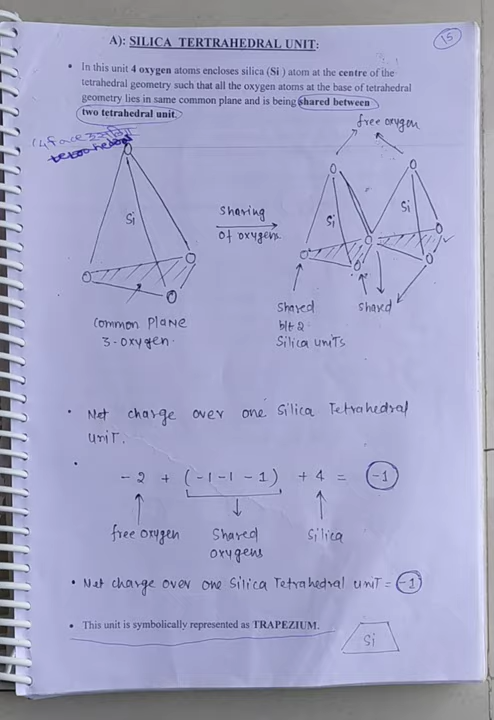 15
A): SILICA TERTRAHEDRAL UNIT:
• In this unit 4 oxygen atoms encloses silica (Si ) atom at the centre of the
tetrahedral geometry such that all the oxygen atoms at the base of tetrahedral
geometry lies in same common plane and is being shared between
two tetrahedral unit.
free oxygen
Si
sharing
of oxygens
Si
Si
common plane
3-oxygen.
shared
b/t 2
Silica units
shared
• Net charge over one Silica Tetrahedral
unit.
• -2 + (-1-1-1) + 4 = -1
free oxygen
Shared
oxygens
Silica
• Net charge over one Silica Tetrahedral unit = -1
• This unit is symbolically represented as TRAPEZIUM.
Si